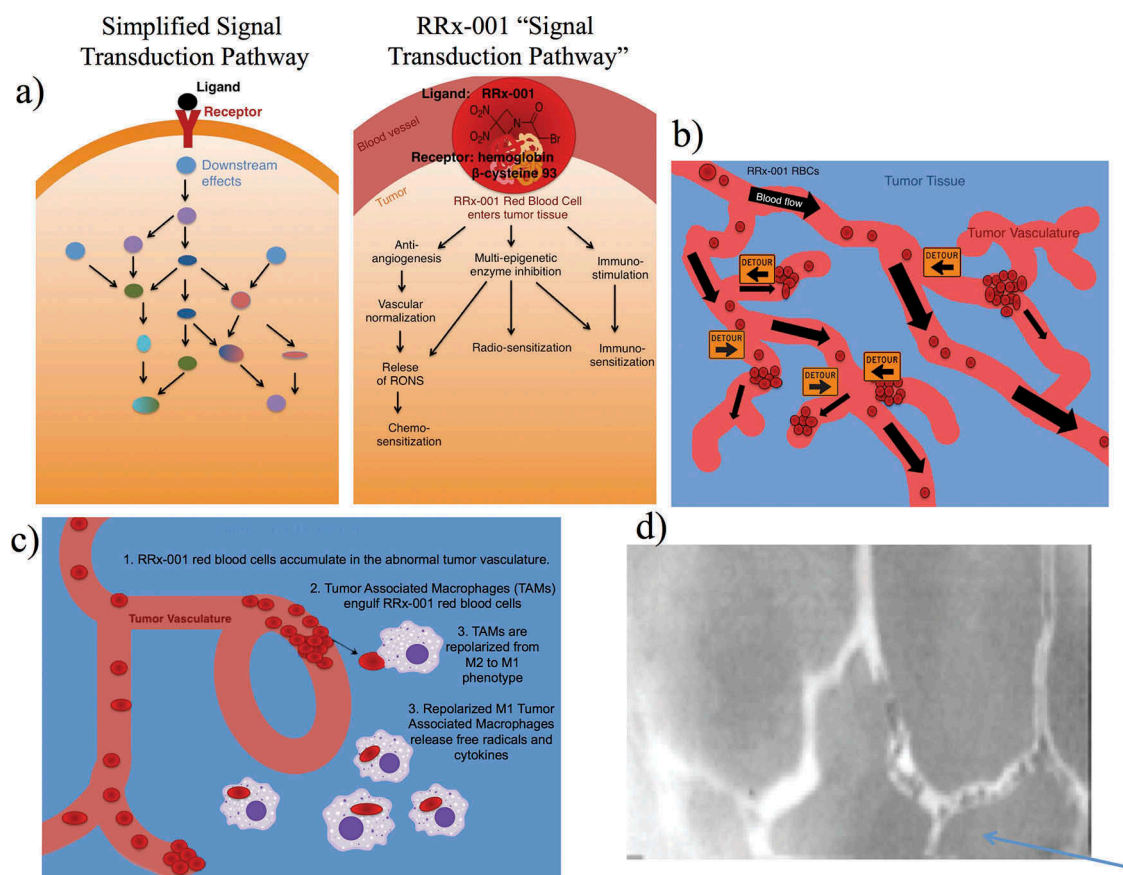 Simplified Signal
Transduction Pathway
RRx-001 “Signal
Transduction Pathway”
a)
Ligand
Receptor
Downstream
effects
Blood vessel
Ligand: RRx-001
O₂N
O₂N
N
O
Br
Receptor: hemoglobin
β-cysteine 93
Tumor
RRx-001 Red Blood Cell
enters tumor tissue
Anti-
angiogenesis
Multi-epigenetic
enzyme inhibition
Immuno-
stimulation
Vascular
normalization
Radio-sensitization
Immuno-
sensitization
Relese
of RONS
Chemo-
sensitization
b)
RRx-001 RBCs
Tumor Tissue
Blood flow
Tumor Vasculature
DETOUR
DETOUR
DETOUR
DETOUR
DETOUR
c)
1. RRx-001 red blood cells accumulate in the abnormal tumor vasculature.
2. Tumor Associated Macrophages (TAMs)
engulf RRx-001 red blood cells
Tumor Vasculature
3. TAMs are
repolarized from
M2 to M1
phenotype
3. Repolarized M1 Tumor
Associated Macrophages
release free radicals and
cytokines
d)